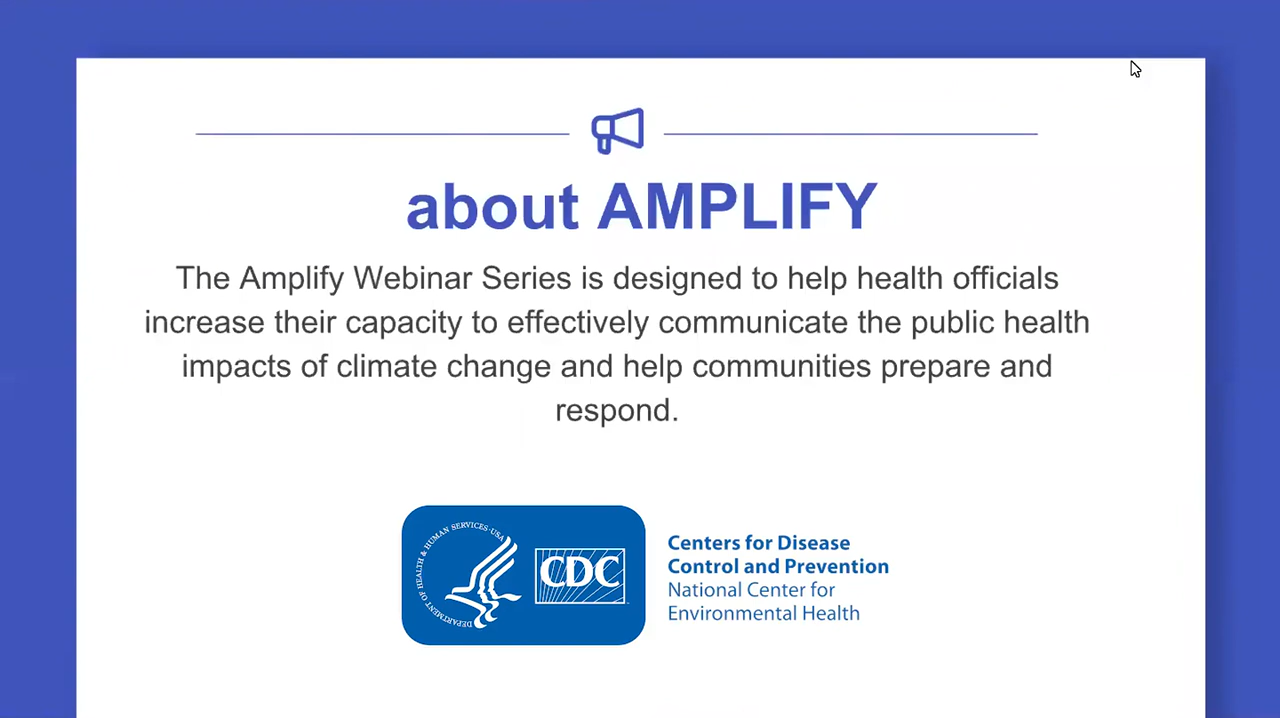 about AMPLIFY
The Amplify Webinar Series is designed to help health officials
increase their capacity to effectively communicate the public health
impacts of climate change and help communities prepare and
respond.
DEPARTMENT OF HEALTH & HUMAN SERVICES · USA
CDC
Centers for Disease
Control and Prevention
National Center for
Environmental Health